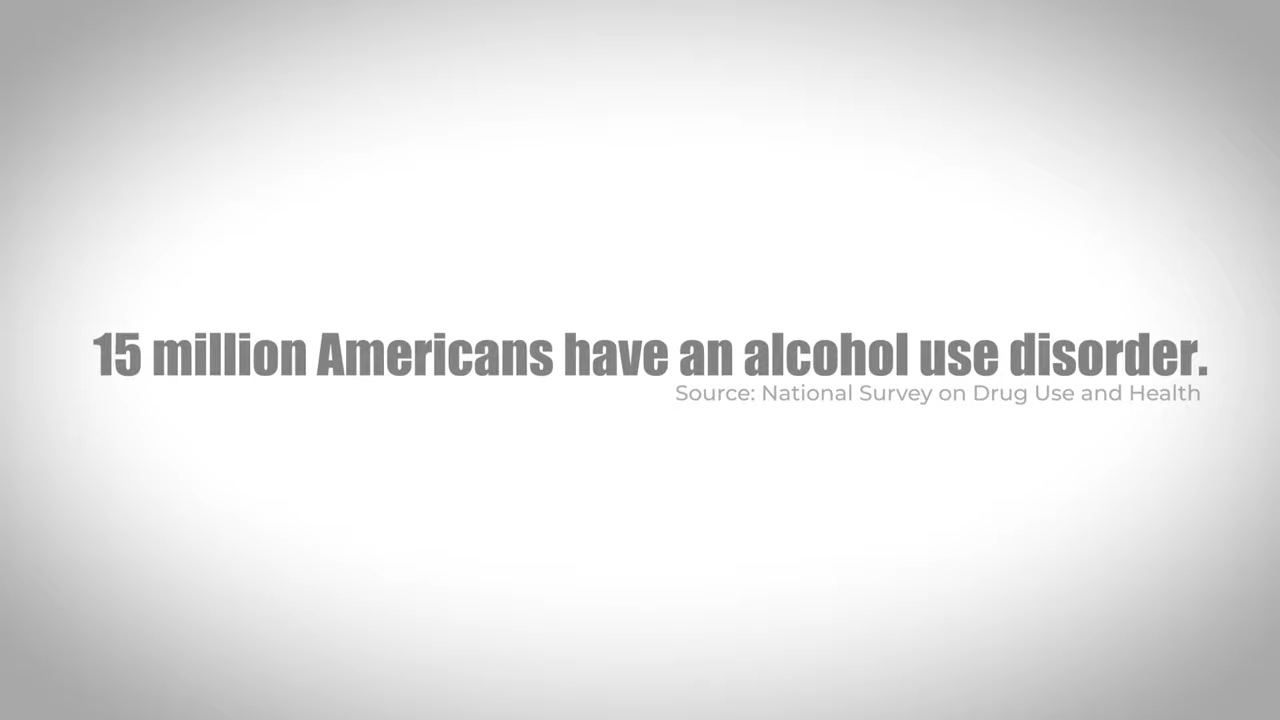 15 million Americans have an alcohol use disorder.
Source: National Survey on Drug Use and Health